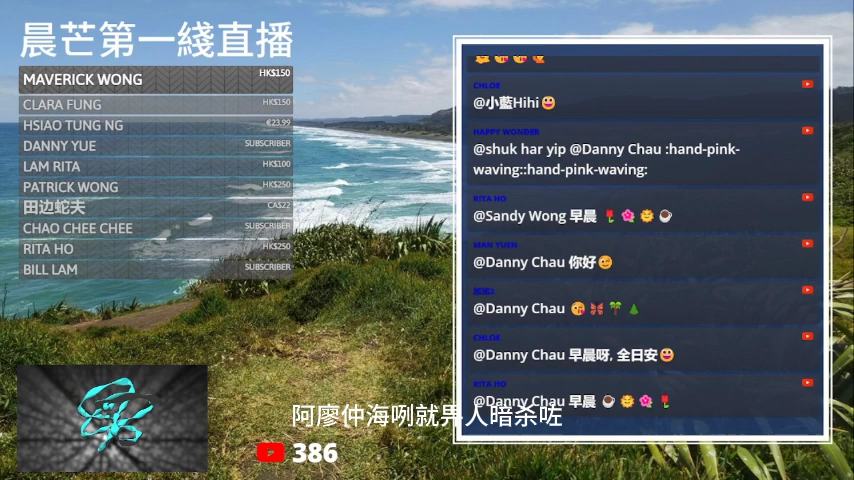 晨芒第一綫直播
MAVERICK WONG HK$150
CLARA FUNG HK$150
HSIAO TUNG NG €23.99
DANNY YUE SUBSCRIBER
LAM RITA HK$100
PATRICK WONG HK$250
田边蛇夫 CA$22
CHAO CHEE CHEE SUBSCRIBER
RITA HO HK$250
BILL LAM SUBSCRIBER
CHLOE
@小藍Hihi😃
HAPPY WONDER
@shuk har yip @Danny Chau :hand-pink-
waving::hand-pink-waving:
RITA HO
@Sandy Wong 早晨 🌹🌺🌞☕
MAN YUEN
@Danny Chau 你好😊
@Danny Chau 😘🦋🌴🌲
CHLOE
@Danny Chau 早晨呀, 全日安😃
RITA HO
@Danny Chau 早晨 ☕🌞🌺🌹
阿廖仲海咧就畀人暗杀咗
386